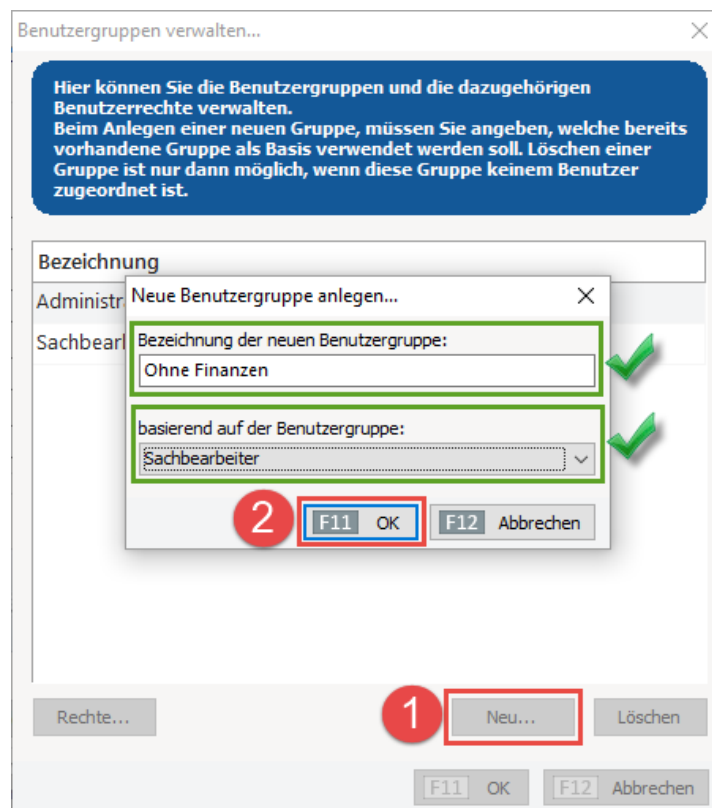 Benutzergruppen verwalten...
Hier können Sie die Benutzergruppen und die dazugehörigen
Benutzerrechte verwalten.
Beim Anlegen einer neuen Gruppe, müssen Sie angeben, welche bereits
vorhandene Gruppe als Basis verwendet werden soll. Löschen einer
Gruppe ist nur dann möglich, wenn diese Gruppe keinem Benutzer
zugeordnet ist.
Bezeichnung
Administr
Sachbearl
Neue Benutzergruppe anlegen...
Bezeichnung der neuen Benutzergruppe:
Ohne Finanzen
basierend auf der Benutzergruppe:
Sachbearbeiter
2 F11 OK F12 Abbrechen
Rechte... 1 Neu... Löschen
F11 OK F12 Abbrechen